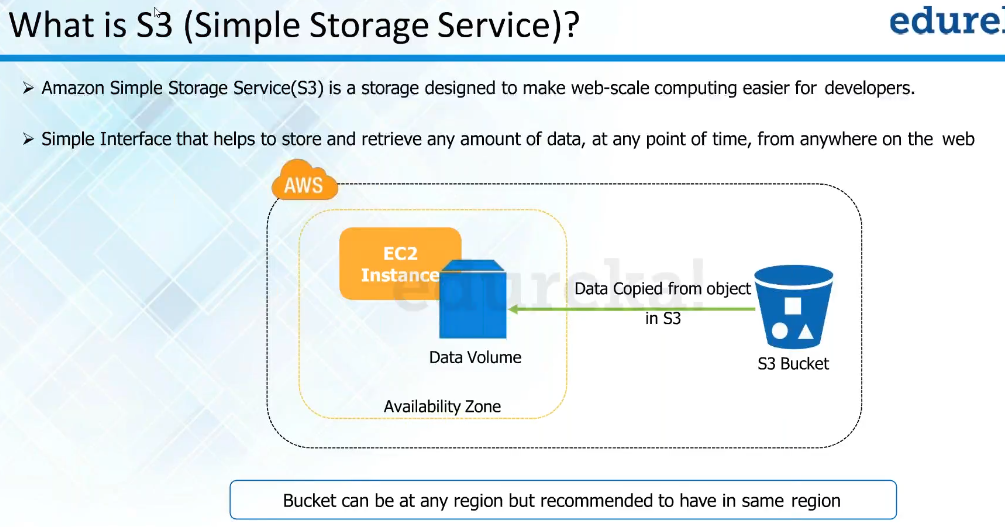 What is S3 (Simple Storage Service)?
edure
➢ Amazon Simple Storage Service(S3) is a storage designed to make web-scale computing easier for developers.
➢ Simple Interface that helps to store and retrieve any amount of data, at any point of time, from anywhere on the web
AWS
EC2
Instance
edureka!
Data Copied from object
in S3
Data Volume
S3 Bucket
Availability Zone
Bucket can be at any region but recommended to have in same region